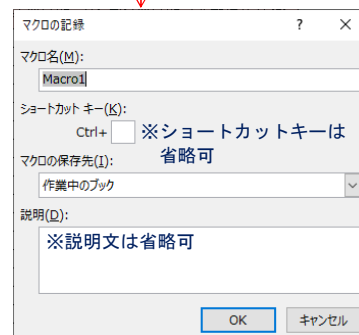 マクロの記録 ? ×
マクロ名(M):
Macro1
ショートカット キー(K):
Ctrl+ ※ショートカットキーは
省略可
マクロの保存先(I):
作業中のブック
説明(D):
※説明文は省略可
OK キャンセル